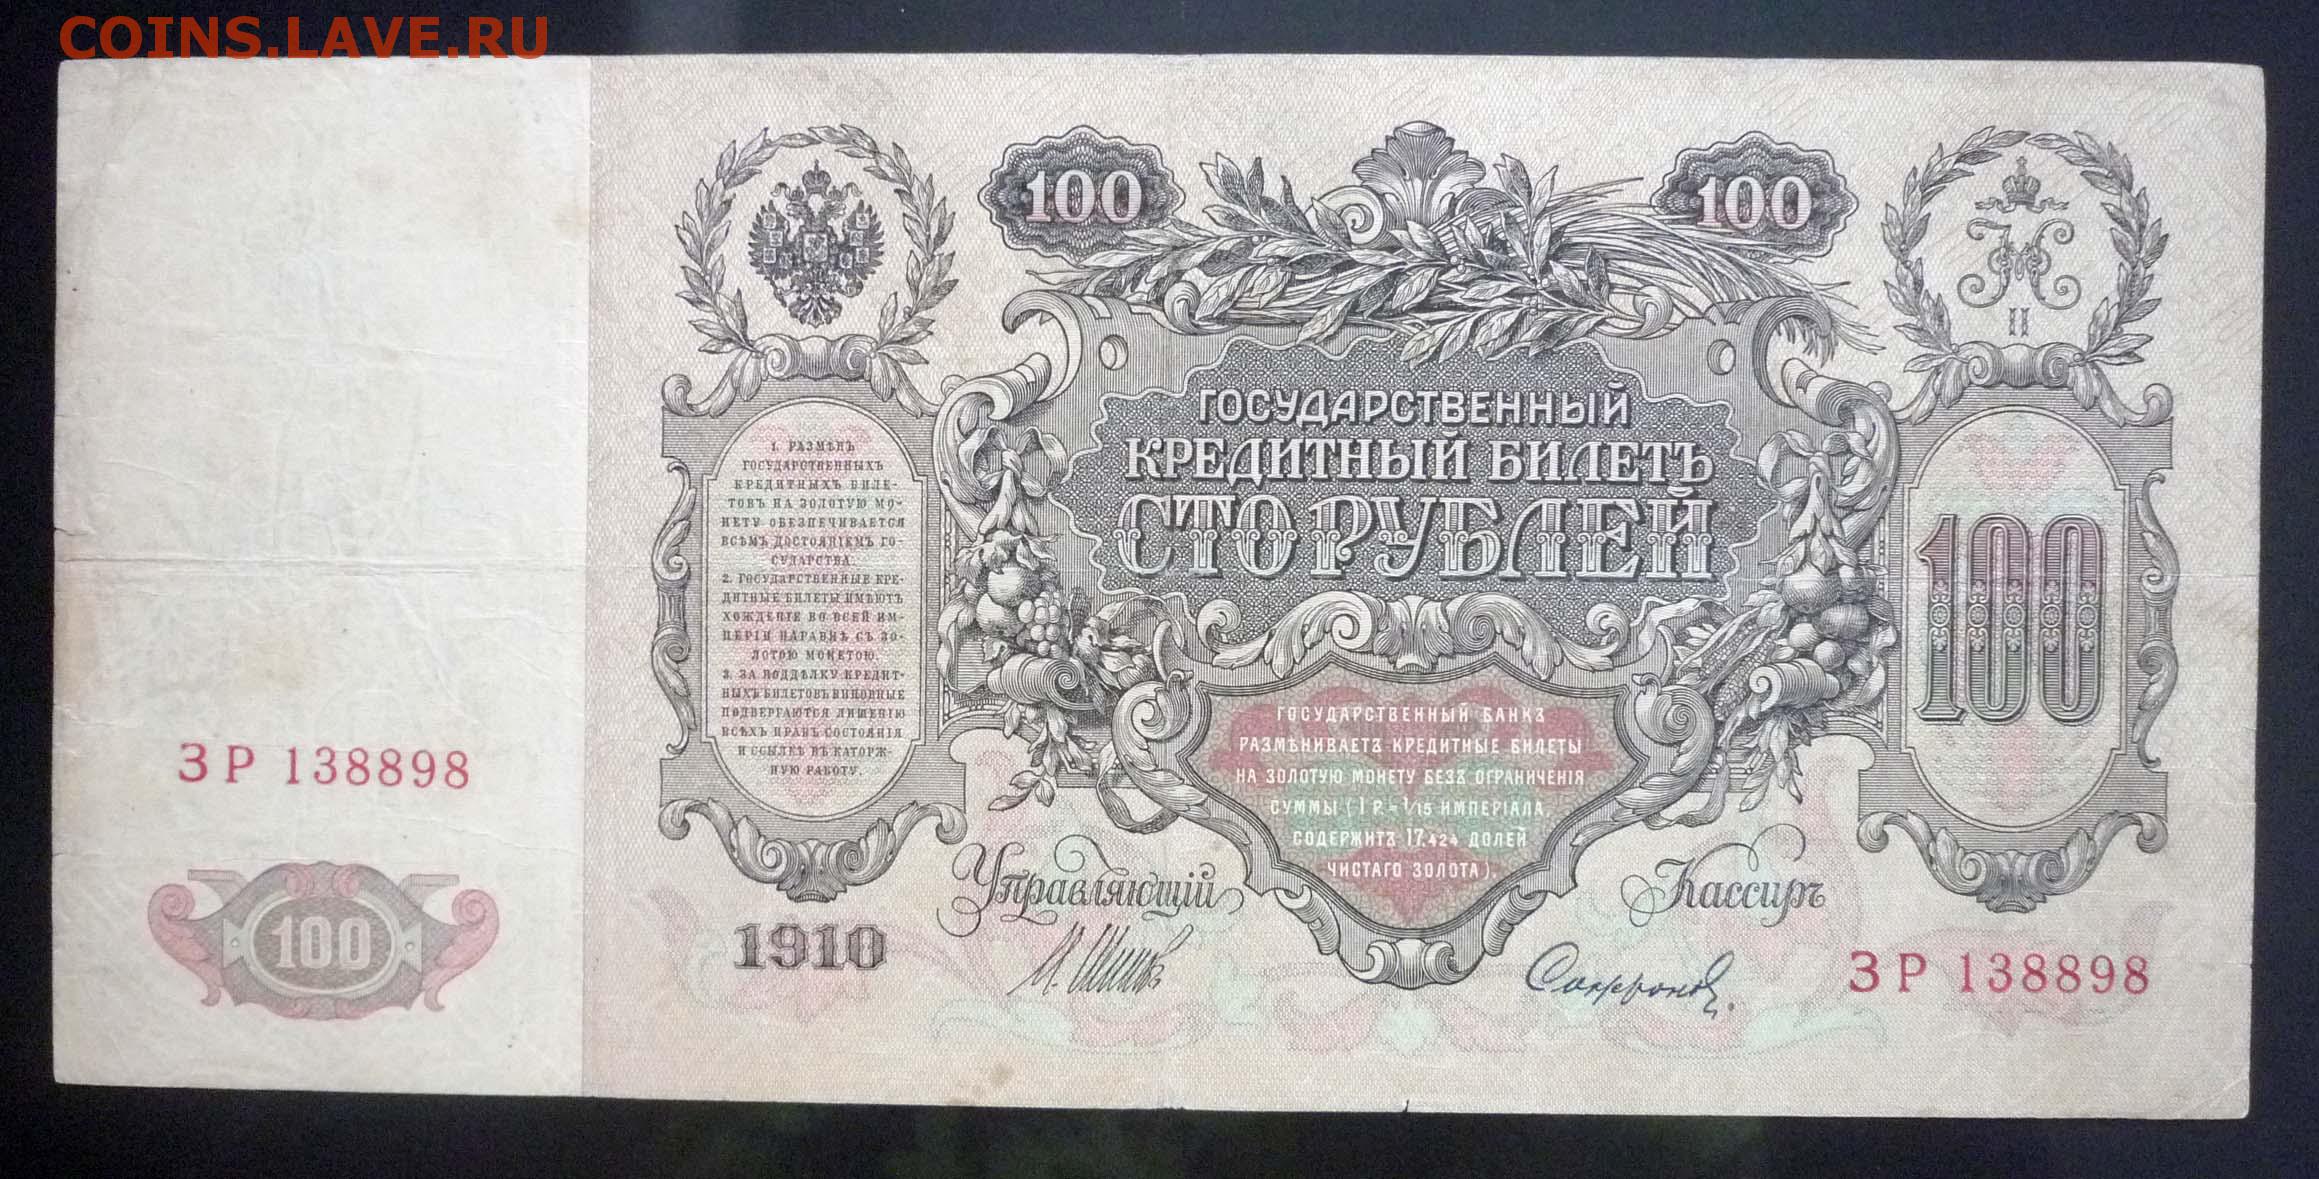 COINS.LAVE.RU
100
100
II
ГОСУДАРСТВЕННЫЙ
КРЕДИТНЫЙ БИЛЕТЪ
СТО РУБЛЕЙ
1. РАЗМѢНЪ
ГОСУДАРСТВЕННЫХЪ
КРЕДИТНЫХЪ БИЛЕ-
ТОВЪ НА ЗОЛОТУЮ МО-
НЕТУ ОБЕЗПЕЧИВАЕТСЯ
ВСѢМЪ ДОСТОЯНІЕМЪ ГО-
СУДАРСТВА.
2. ГОСУДАРСТВЕННЫЕ КРЕ-
ДИТНЫЕ БИЛЕТЫ ИМѢЮТЪ
ХОЖДЕНІЕ ВО ВСЕЙ ИМ-
ПЕРІИ НАРАВНѢ СЪ ЗО-
ЛОТОЮ МОНЕТОЮ.
3. ЗА ПОДДѢЛКУ КРЕДИТ-
НЫХЪ БИЛЕТОВЪ ВИНОВНЫЕ
ПОДВЕРГАЮТСЯ ЛИШЕНІЮ
ВСѢХЪ ПРАВЪ СОСТОЯНІЯ
И ССЫЛКѢ ВЪ КАТОРЖ-
НУЮ РАБОТУ.
100
ГОСУДАРСТВЕННЫЙ БАНКЪ
РАЗМѢНИВАЕТЪ КРЕДИТНЫЕ БИЛЕТЫ
НА ЗОЛОТУЮ МОНЕТУ БЕЗЪ ОГРАНИЧЕНІЯ
СУММЫ (1 Р.= 1/15 ИМПЕРІАЛА,
СОДЕРЖИТЪ 17,424 ДОЛЕЙ
ЧИСТАГО ЗОЛОТА).
ЗР 138898
100
Управляющій
Кассиръ
1910
И. Шипов
Софронов
ЗР 138898